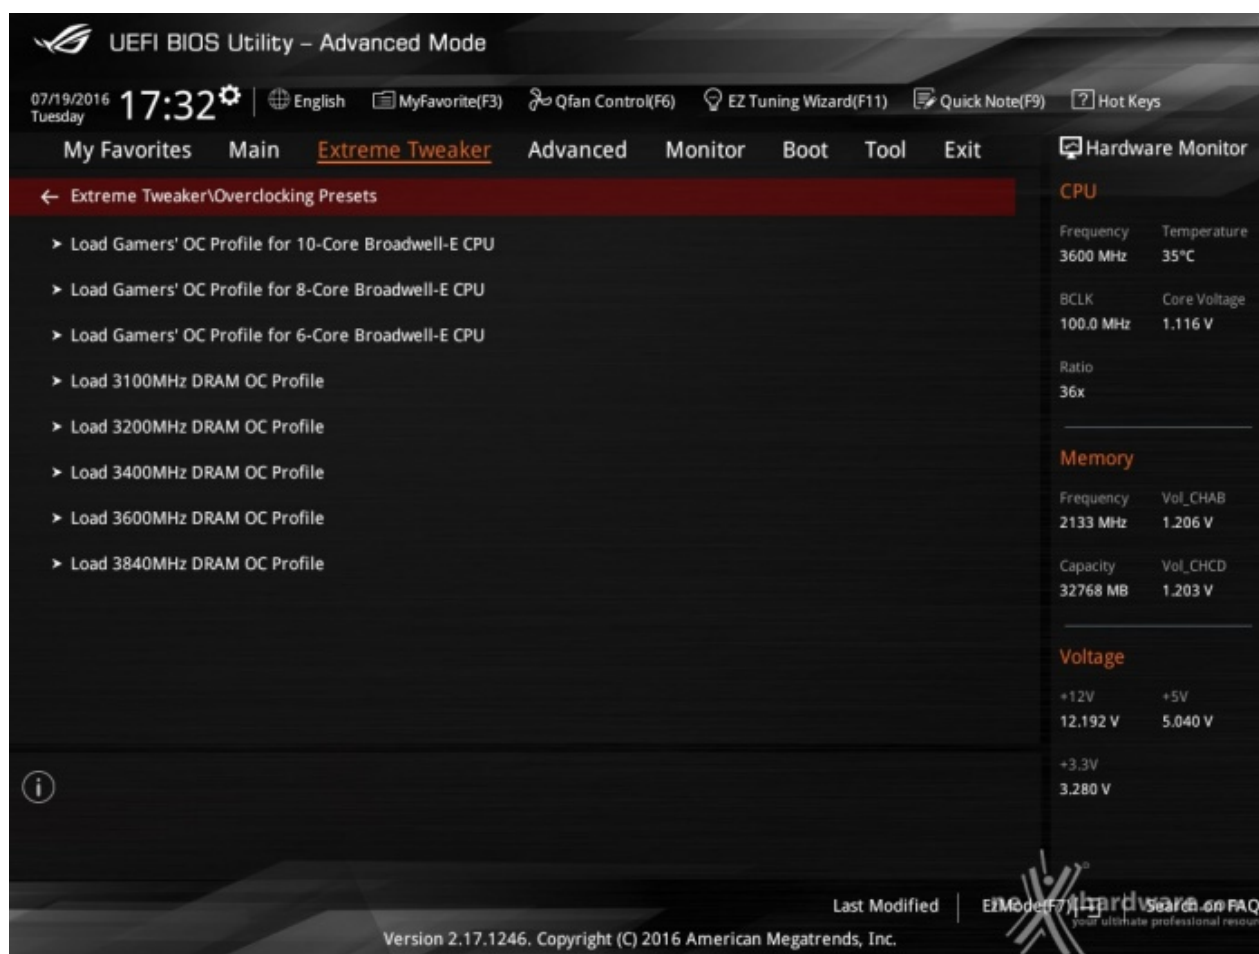 UEFI BIOS Utility – Advanced Mode
07/19/2016
Tuesday
17:32
English
MyFavorite(F3)
Qfan Control(F6)
EZ Tuning Wizard(F11)
Quick Note(F9)
? Hot Keys
My Favorites Main Extreme Tweaker Advanced Monitor Boot Tool Exit
← Extreme Tweaker\Overclocking Presets
➤ Load Gamers' OC Profile for 10-Core Broadwell-E CPU
➤ Load Gamers' OC Profile for 8-Core Broadwell-E CPU
➤ Load Gamers' OC Profile for 6-Core Broadwell-E CPU
➤ Load 3100MHz DRAM OC Profile
➤ Load 3200MHz DRAM OC Profile
➤ Load 3400MHz DRAM OC Profile
➤ Load 3600MHz DRAM OC Profile
➤ Load 3840MHz DRAM OC Profile
Hardware Monitor
CPU
Frequency Temperature
3600 MHz 35°C
BCLK Core Voltage
100.0 MHz 1.116 V
Ratio
36x
Memory
Frequency Vol_CHAB
2133 MHz 1.206 V
Capacity Vol_CHCD
32768 MB 1.203 V
Voltage
+12V +5V
12.192 V 5.040 V
+3.3V
3.280 V
Last Modified
EzMode(F7)
Search on FAQ
your ultimate professional resour
Version 2.17.1246. Copyright (C) 2016 American Megatrends, Inc.